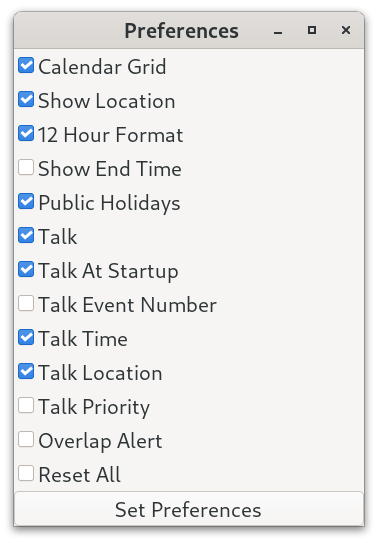 Preferences
Calendar Grid
Show Location
12 Hour Format
Show End Time
Public Holidays
Talk
Talk At Startup
Talk Event Number
Talk Time
Talk Location
Talk Priority
Overlap Alert
Reset All
Set Preferences